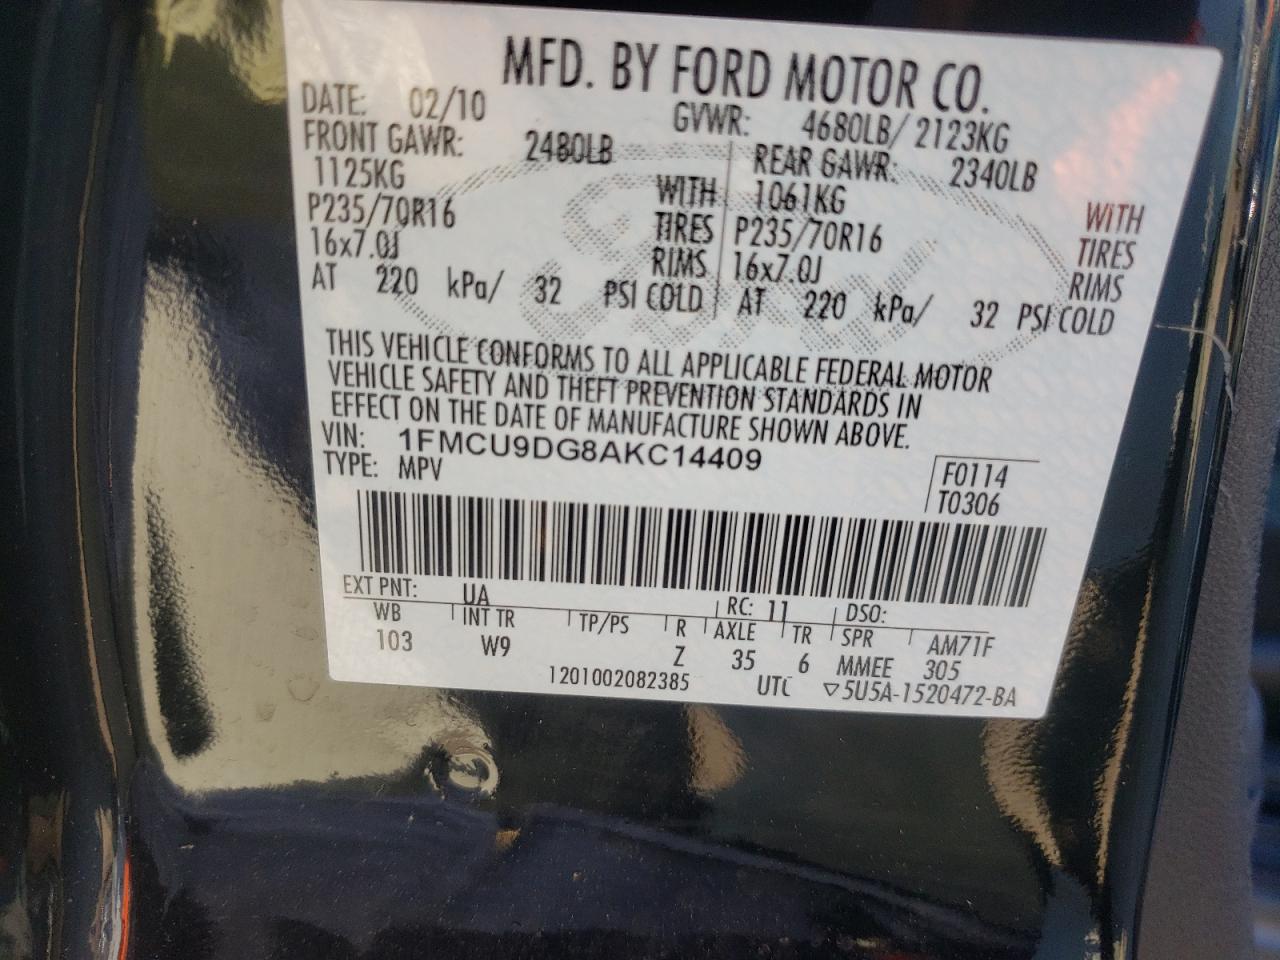 MFD. BY FORD MOTOR CO.
DATE: 02/10 GVWR: 4680LB/ 2123KG
FRONT GAWR: 2480LB REAR GAWR: 2340LB
1125KG WITH 1061KG WITH
P235/70R16 TIRES P235/70R16 TIRES
16x7.0J RIMS 16x7.0J RIMS
AT 220 kPa/ 32 PSI COLD AT 220 kPa/ 32 PSI COLD
THIS VEHICLE CONFORMS TO ALL APPLICABLE FEDERAL MOTOR
VEHICLE SAFETY AND THEFT PREVENTION STANDARDS IN
EFFECT ON THE DATE OF MANUFACTURE SHOWN ABOVE.
VIN: 1FMCU9DG8AKC14409
TYPE: MPV F0114
T0306
EXT PNT: UA RC: 11 DSO:
WB INT TR TP/PS R AXLE TR SPR AM71F
103 W9 Z 35 6 MMEE 305
1201002082385 UTC ▽5U5A-1520472-BA